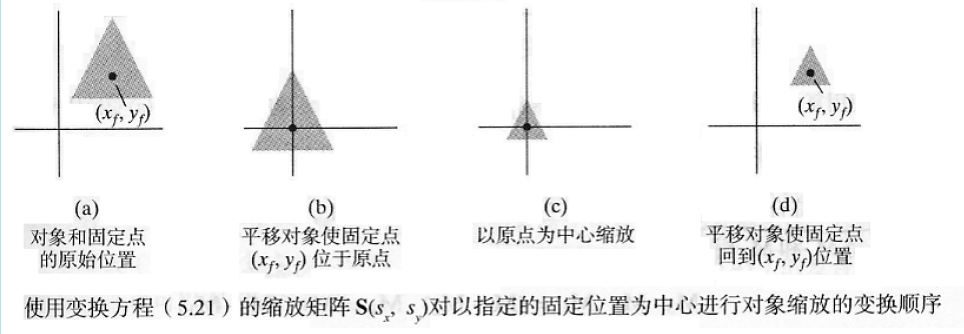 (x_f, y_f)
(x_f, y_f)
(a)
对象和固定点
的原始位置
(b)
平移对象使固定点
(x_f, y_f) 位于原点
(c)
以原点为中心缩放
(d)
平移对象使固定点
回到(x_f, y_f)位置
使用变换方程（5.21）的缩放矩阵 S(s_x, s_y)对以指定的固定位置为中心进行对象缩放的变换顺序